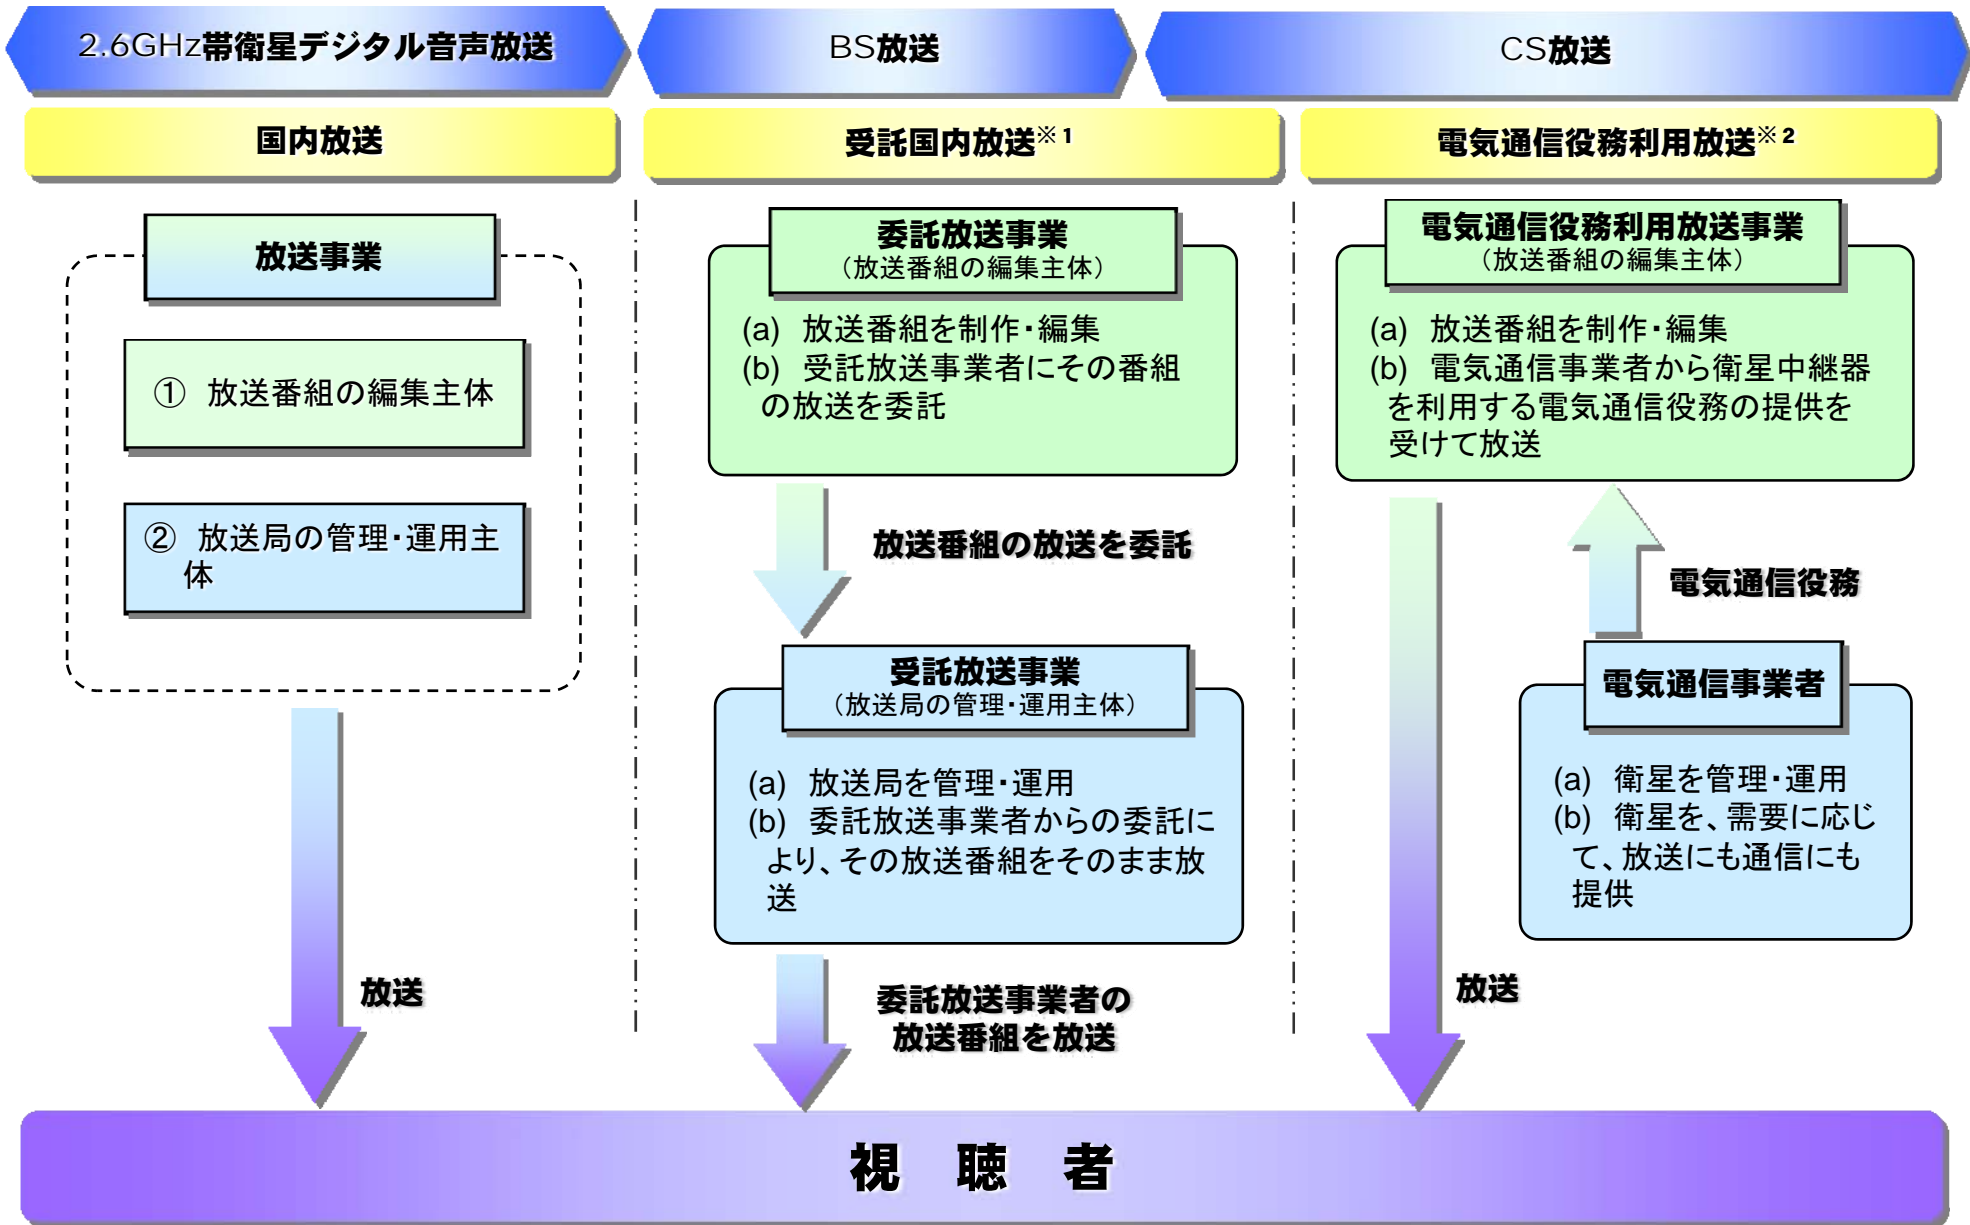 2.6GHz帯衛星デジタル音声放送
BS放送
CS放送
国内放送
受託国内放送※1
電気通信役務利用放送※2
放送事業
① 放送番組の編集主体
② 放送局の管理・運用主
体
放送
委託放送事業
（放送番組の編集主体）
(a) 放送番組を制作・編集
(b) 受託放送事業者にその番組
の放送を委託
放送番組の放送を委託
受託放送事業
（放送局の管理・運用主体）
(a) 放送局を管理・運用
(b) 委託放送事業者からの委託に
より、その放送番組をそのまま放
送
委託放送事業者の
放送番組を放送
電気通信役務利用放送事業
（放送番組の編集主体）
(a) 放送番組を制作・編集
(b) 電気通信事業者から衛星中継器
を利用する電気通信役務の提供を
受けて放送
電気通信役務
電気通信事業者
(a) 衛星を管理・運用
(b) 衛星を、需要に応じ
て、放送にも通信にも
提供
放送
視 聴 者